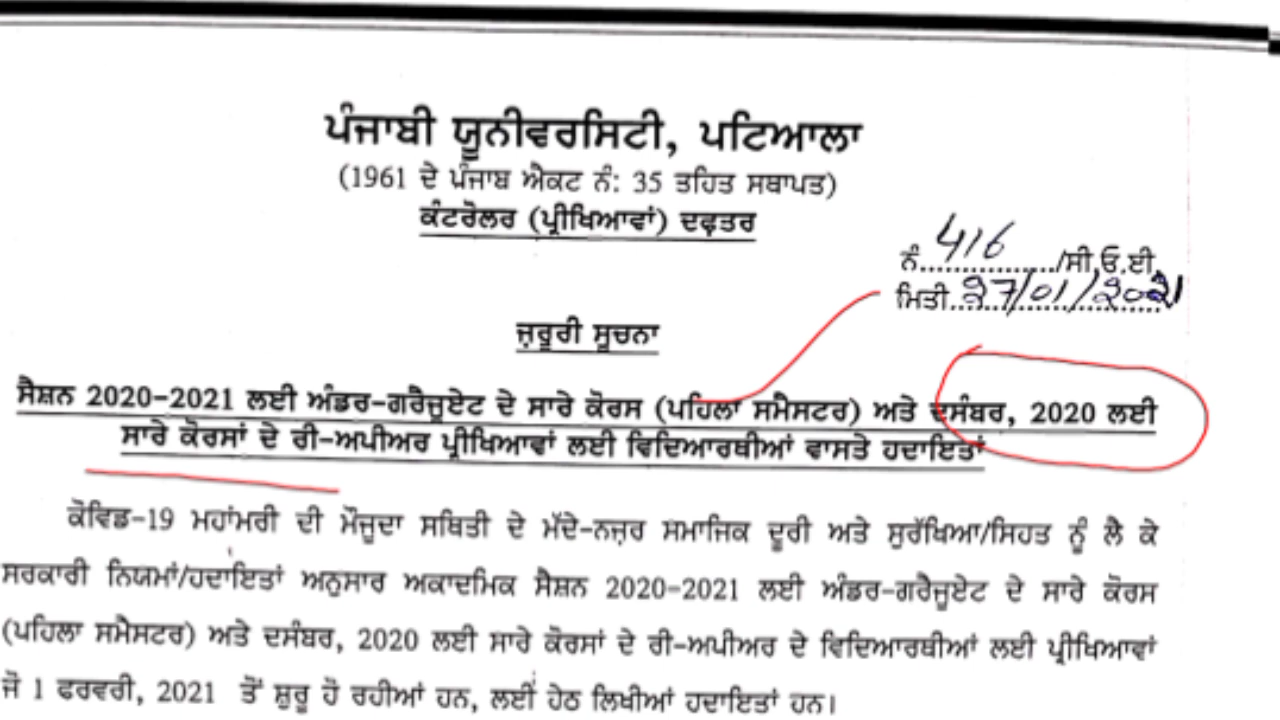 ਪੰਜਾਬੀ ਯੂਨੀਵਰਸਿਟੀ, ਪਟਿਆਲਾ
(1961 ਦੇ ਪੰਜਾਬ ਐਕਟ ਨੰ: 35 ਤਹਿਤ ਸਥਾਪਤ)
ਕੰਟਰੋਲਰ (ਪ੍ਰੀਖਿਆਵਾਂ) ਦਫ਼ਤਰ
ਨੰ 416 /ਸੀ.ਓ.ਈ.
ਮਿਤੀ 27/01/2021
ਜ਼ਰੂਰੀ ਸੂਚਨਾ
ਸੈਸ਼ਨ 2020-2021 ਲਈ ਅੰਡਰ-ਗਰੈਜੂਏਟ ਦੇ ਸਾਰੇ ਕੋਰਸ (ਪਹਿਲਾ ਸਮੈਸਟਰ) ਅਤੇ ਦਸੰਬਰ, 2020 ਲਈ
ਸਾਰੇ ਕੋਰਸਾਂ ਦੇ ਰੀ-ਅਪੀਅਰ ਪ੍ਰੀਖਿਆਵਾਂ ਲਈ ਵਿਦਿਆਰਥੀਆਂ ਵਾਸਤੇ ਹਦਾਇਤਾਂ
ਕੋਵਿਡ-19 ਮਹਾਂਮਰੀ ਦੀ ਮੌਜੂਦਾ ਸਥਿਤੀ ਦੇ ਮੱਦੇ-ਨਜ਼ਰ ਸਮਾਜਿਕ ਦੂਰੀ ਅਤੇ ਸੁਰੱਖਿਆ/ਸਿਹਤ ਨੂੰ ਲੈ ਕੇ
ਸਰਕਾਰੀ ਨਿਯਮਾਂ/ਹਦਾਇਤਾਂ ਅਨੁਸਾਰ ਅਕਾਦਮਿਕ ਸੈਸ਼ਨ 2020-2021 ਲਈ ਅੰਡਰ-ਗਰੈਜੂਏਟ ਦੇ ਸਾਰੇ ਕੋਰਸ
(ਪਹਿਲਾ ਸਮੈਸਟਰ) ਅਤੇ ਦਸੰਬਰ, 2020 ਲਈ ਸਾਰੇ ਕੋਰਸਾਂ ਦੇ ਰੀ-ਅਪੀਅਰ ਦੇ ਵਿਦਿਆਰਥੀਆਂ ਲਈ ਪ੍ਰੀਖਿਆਵਾਂ
ਜੋ 1 ਫਰਵਰੀ, 2021 ਤੋਂ ਸ਼ੁਰੂ ਹੋ ਰਹੀਆਂ ਹਨ, ਲਈ ਹੇਠ ਲਿਖੀਆਂ ਹਦਾਇਤਾਂ ਹਨ।